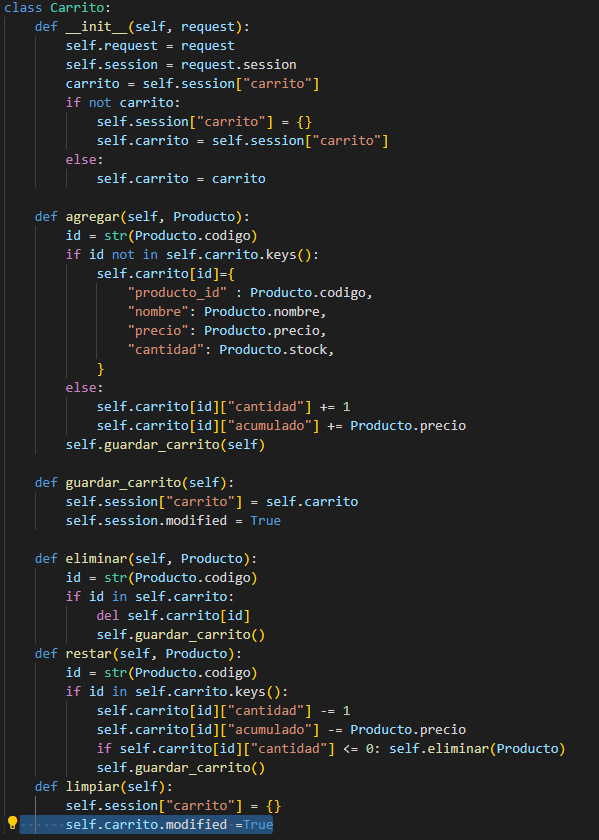 class Carrito:
    def __init__(self, request):
        self.request = request
        self.session = request.session
        carrito = self.session["carrito"]
        if not carrito:
            self.session["carrito"] = {}
            self.carrito = self.session["carrito"]
        else:
            self.carrito = carrito
    def agregar(self, Producto):
        id = str(Producto.codigo)
        if id not in self.carrito.keys():
            self.carrito[id]={
                "producto_id" : Producto.codigo,
                "nombre": Producto.nombre,
                "precio": Producto.precio,
                "cantidad": Producto.stock,
            }
        else:
            self.carrito[id]["cantidad"] += 1
            self.carrito[id]["acumulado"] += Producto.precio
        self.guardar_carrito(self)
    def guardar_carrito(self):
        self.session["carrito"] = self.carrito
        self.session.modified = True
    def eliminar(self, Producto):
        id = str(Producto.codigo)
        if id in self.carrito:
            del self.carrito[id]
            self.guardar_carrito()
    def restar(self, Producto):
        id = str(Producto.codigo)
        if id in self.carrito.keys():
            self.carrito[id]["cantidad"] -= 1
            self.carrito[id]["acumulado"] -= Producto.precio
            if self.carrito[id]["cantidad"] <= 0: self.eliminar(Producto)
            self.guardar_carrito()
    def limpiar(self):
        self.session["carrito"] = {}
        self.carrito.modified =True